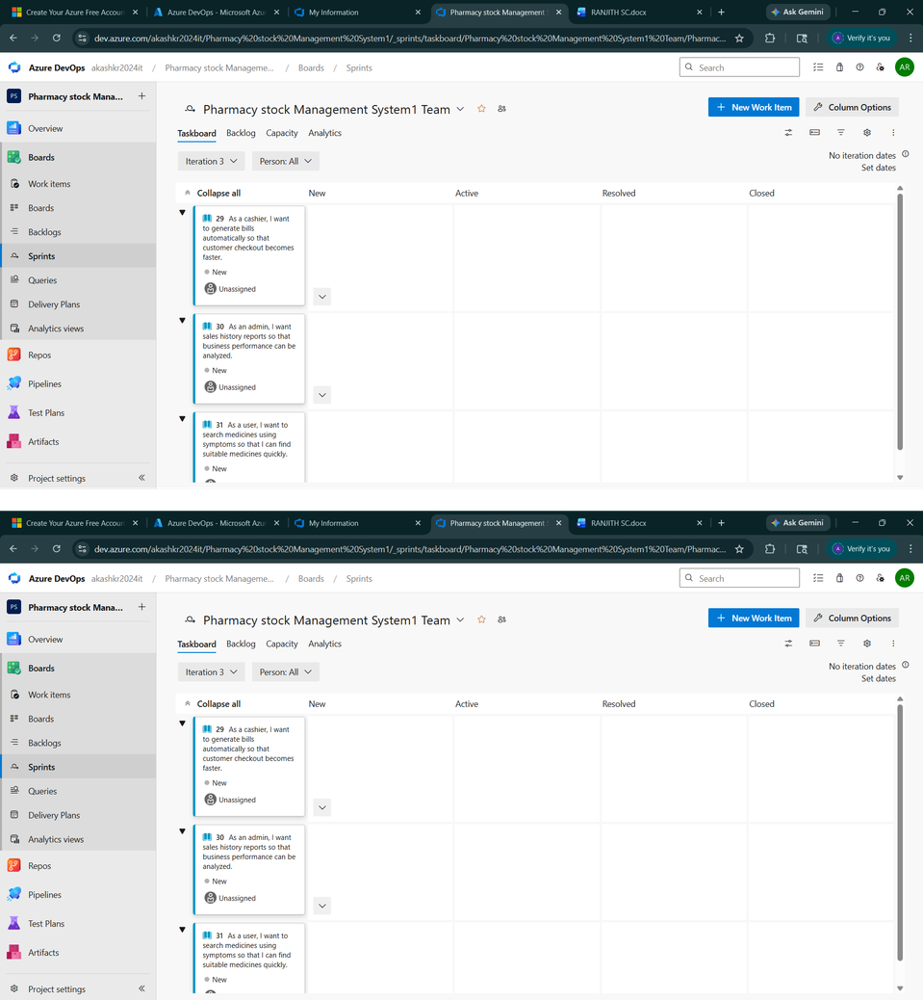 Create Your Azure Free Accoun
Azure DevOps - Microsoft Azu
My Information
Pharmacy stock Management S
RANJITH SC.docx
Ask Gemini
dev.azure.com/akashkr2024it/Pharmacy%20stock%20Management%20System1/_sprints/taskboard/Pharmacy%20stock%20Management%20System1%20Team/Pharmac...
A
Verify it's you
Azure DevOps
akashkr2024it / Pharmacy stock Manageme... / Boards / Sprints
Search
AR
PS
Pharmacy stock Mana...
Overview
Boards
Work items
Boards
Backlogs
Sprints
Queries
Delivery Plans
Analytics views
Repos
Pipelines
Test Plans
Artifacts
Project settings
Pharmacy stock Management System1 Team
New Work Item
Column Options
Taskboard
Backlog
Capacity
Analytics
Iteration 3
Person: All
No iteration dates
Set dates
Collapse all
New
Active
Resolved
Closed
29 As a cashier, I want
to generate bills
automatically so that
customer checkout becomes
faster.
New
Unassigned
30 As an admin, I want
sales history reports so that
business performance can be
analyzed.
New
Unassigned
31 As a user, I want to
search medicines using
symptoms so that I can find
suitable medicines quickly.
New
Create Your Azure Free Accoun
Azure DevOps - Microsoft Azu
My Information
Pharmacy stock Management S
RANJITH SC.docx
Ask Gemini
dev.azure.com/akashkr2024it/Pharmacy%20stock%20Management%20System1/_sprints/taskboard/Pharmacy%20stock%20Management%20System1%20Team/Pharmac...
A
Verify it's you
Azure DevOps
akashkr2024it / Pharmacy stock Manageme... / Boards / Sprints
Search
AR
PS
Pharmacy stock Mana...
Overview
Boards
Work items
Boards
Backlogs
Sprints
Queries
Delivery Plans
Analytics views
Repos
Pipelines
Test Plans
Artifacts
Project settings
Pharmacy stock Management System1 Team
New Work Item
Column Options
Taskboard
Backlog
Capacity
Analytics
Iteration 3
Person: All
No iteration dates
Set dates
Collapse all
New
Active
Resolved
Closed
29 As a cashier, I want
to generate bills
automatically so that
customer checkout becomes
faster.
New
Unassigned
30 As an admin, I want
sales history reports so that
business performance can be
analyzed.
New
Unassigned
31 As a user, I want to
search medicines using
symptoms so that I can find
suitable medicines quickly.
New